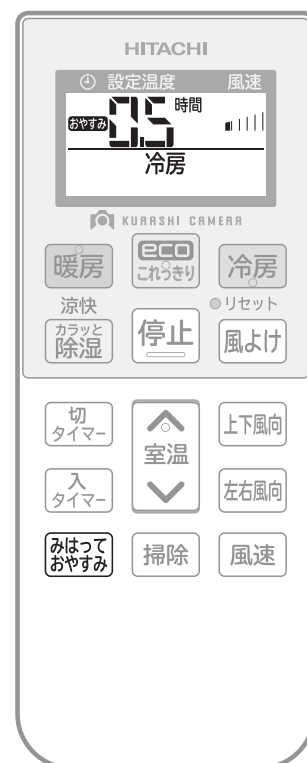 HITACHI
設定温度 風速
おやすみ 0.5 時間
冷房
KURASHI CAMERA
暖房 eco これっきり 冷房
涼快 リセット
カラッと 除湿 停止 風よけ
切タイマー 室温 上下風向
入タイマー 左右風向
みはっておやすみ 掃除 風速